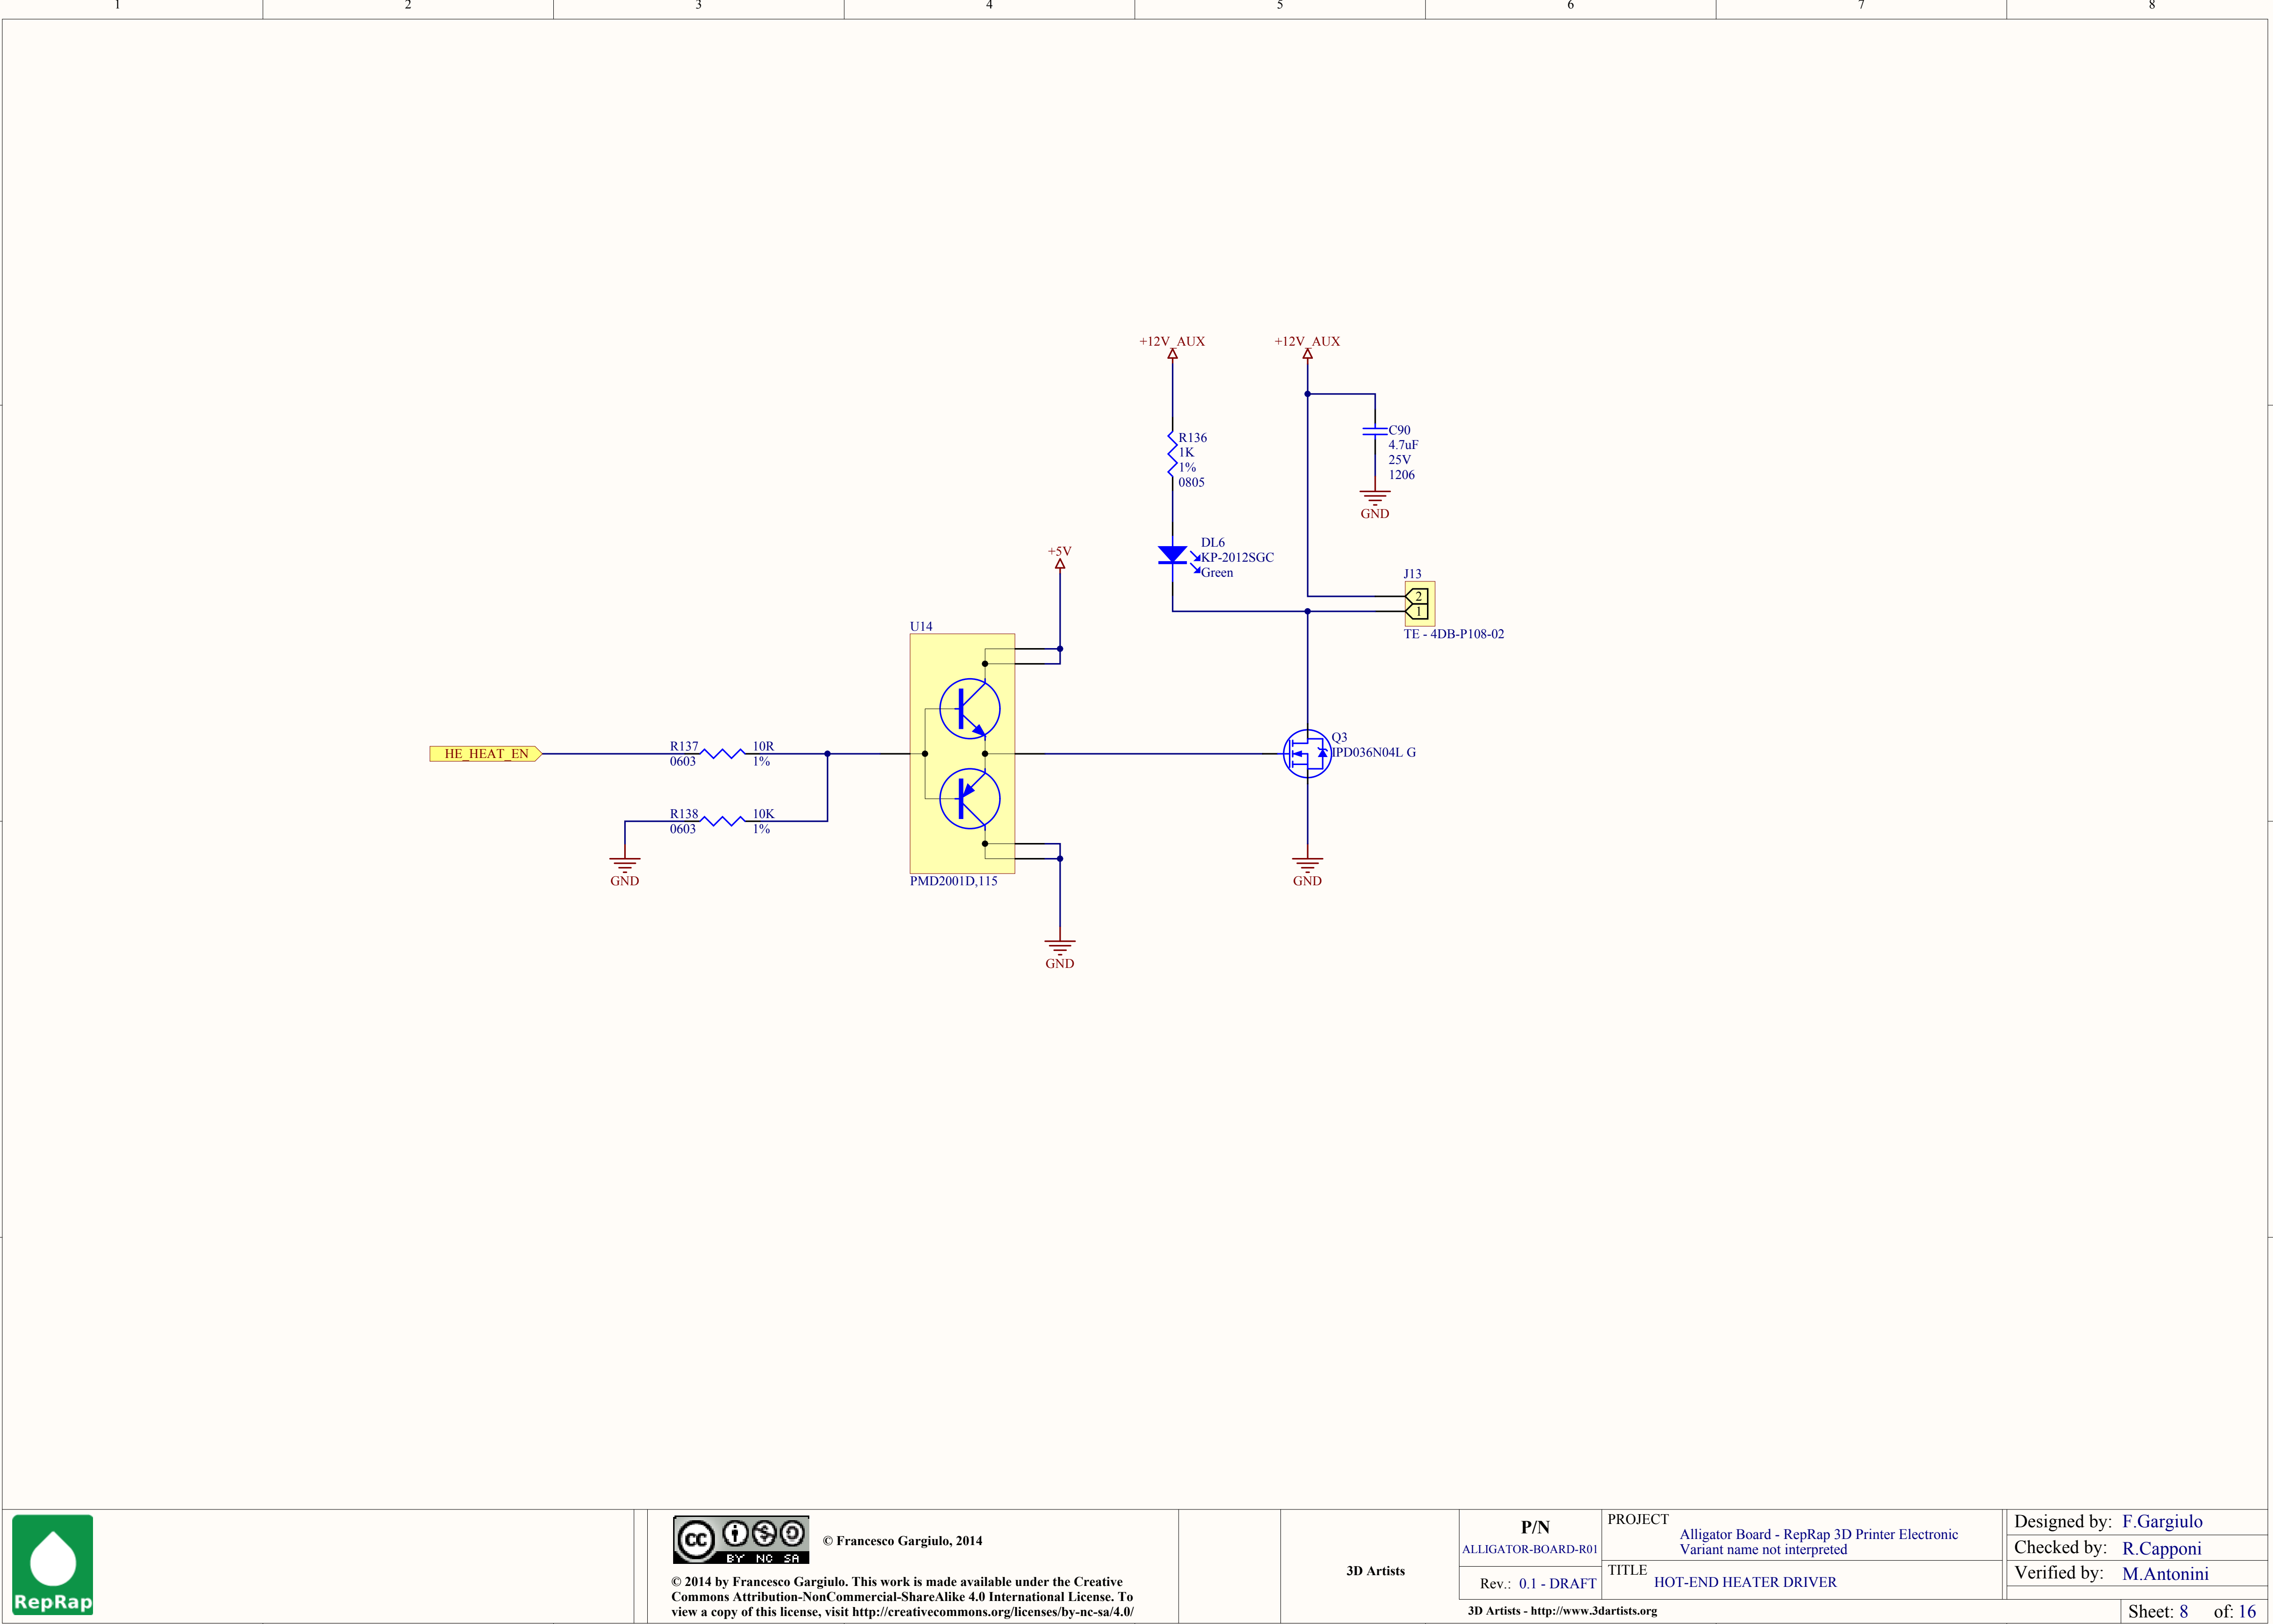 1 2 3 4 5 6 7 8
+12V_AUX
+12V_AUX
R136
1K
1%
0805
C90
4.7uF
25V
1206
GND
DL6
KP-2012SGC
Green
+5V
J13
2
1
TE - 4DB-P108-02
U14
HE_HEAT_EN
R137 10R
0603 1%
Q3
IPD036N04L G
R138 10K
0603 1%
GND
PMD2001D,115
GND
GND
RepRap
cc
BY NC SA
© Francesco Gargiulo, 2014
© 2014 by Francesco Gargiulo. This work is made available under the Creative
Commons Attribution-NonCommercial-ShareAlike 4.0 International License. To
view a copy of this license, visit http://creativecommons.org/licenses/by-nc-sa/4.0/
3D Artists
P/N
ALLIGATOR-BOARD-R01
Rev.: 0.1 - DRAFT
PROJECT
Alligator Board - RepRap 3D Printer Electronic
Variant name not interpreted
TITLE
HOT-END HEATER DRIVER
3D Artists - http://www.3dartists.org
Designed by: F.Gargiulo
Checked by: R.Capponi
Verified by: M.Antonini
Sheet: 8 of: 16